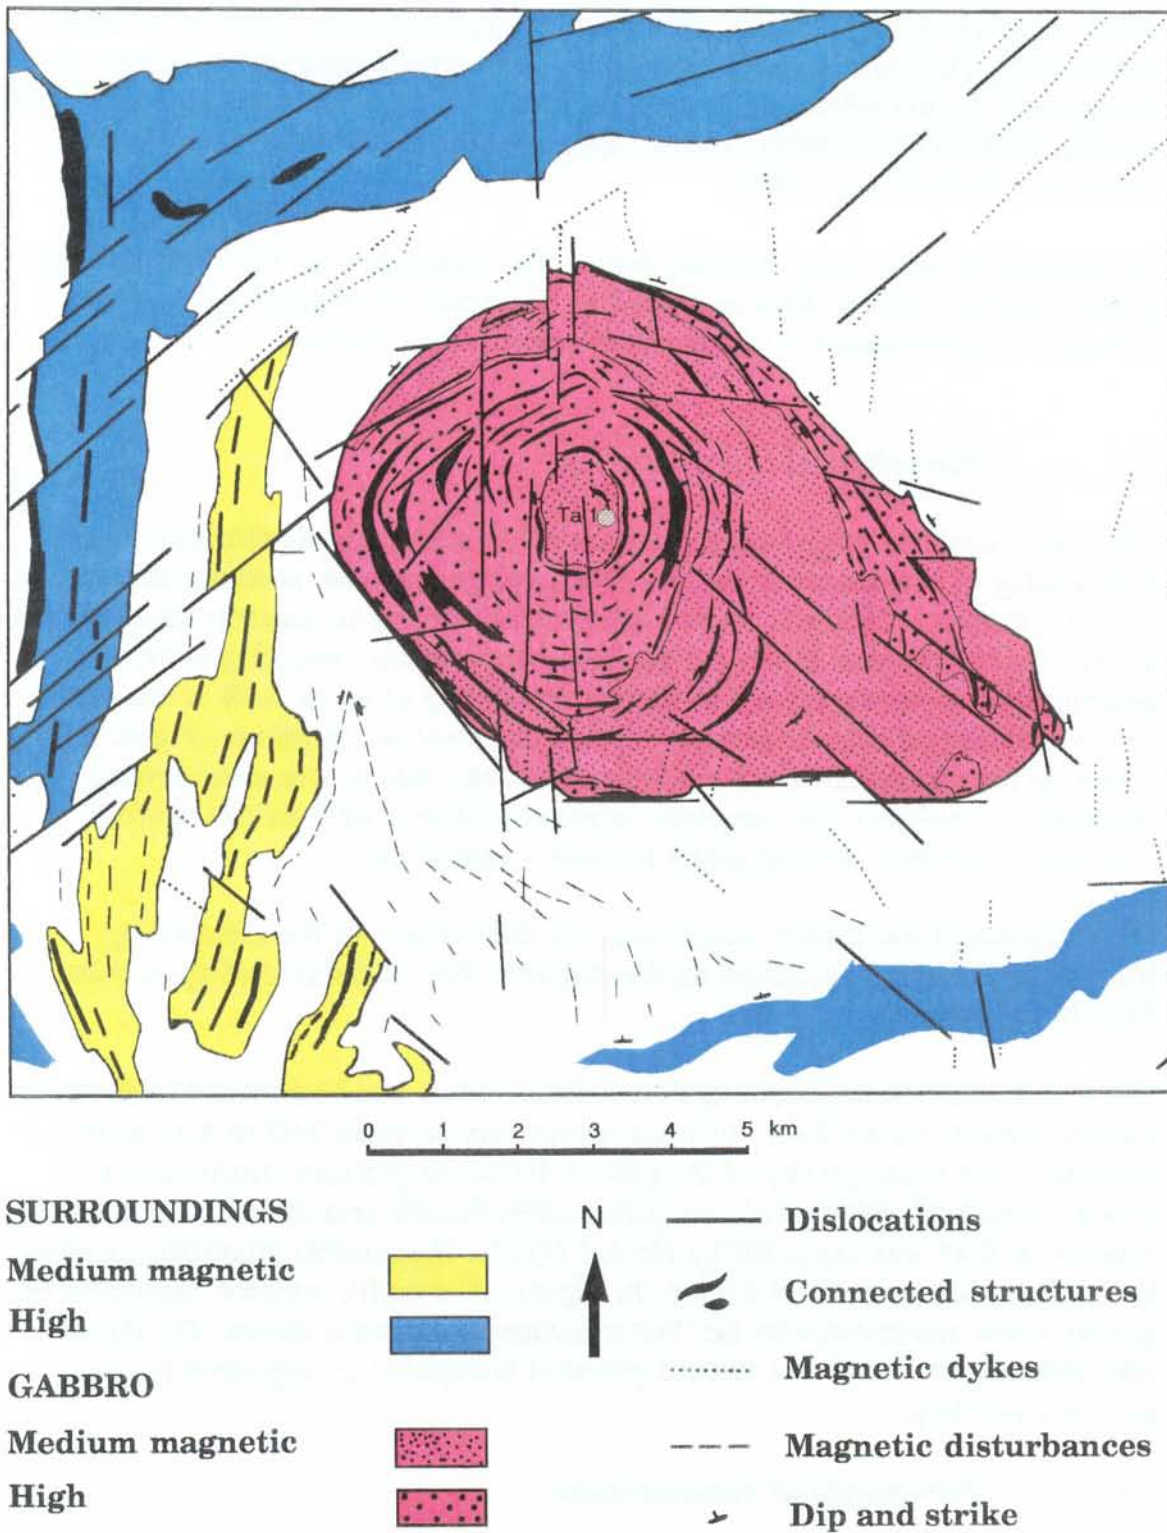 Ta
0 1 2 3 4 5 km
SURROUNDINGS
Medium magnetic
High
GABBRO
Medium magnetic
High
N
Dislocations
Connected structures
Magnetic dykes
Magnetic disturbances
Dip and strike